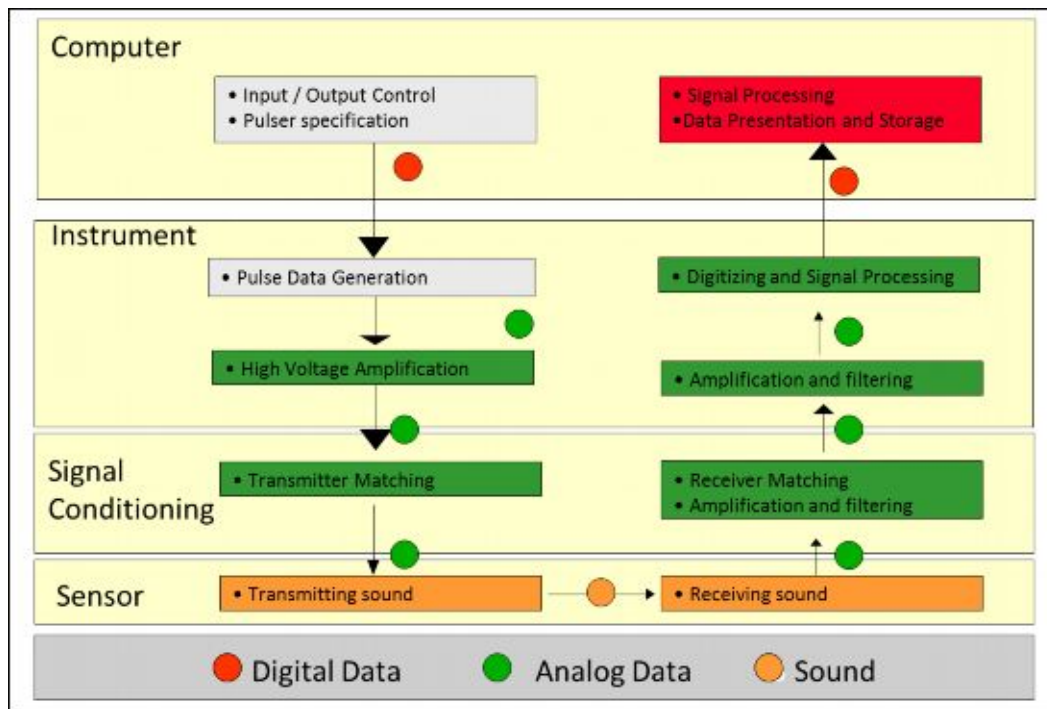 Computer
• Input / Output Control
• Pulser specification
• Signal Processing
•Data Presentation and Storage
Instrument
• Pulse Data Generation
• Digitizing and Signal Processing
• High Voltage Amplification
• Amplification and filtering
Signal
Conditioning
• Transmitter Matching
• Receiver Matching
• Amplification and filtering
Sensor
• Transmitting sound
• Receiving sound
Digital Data
Analog Data
Sound